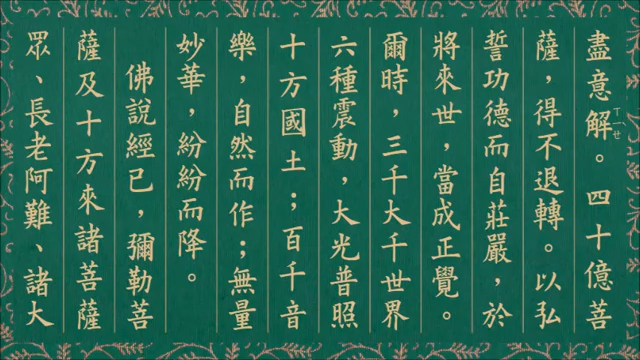 盡意解。四十億菩
ㄒㄧㄝ
薩，得不退轉。以弘
誓功德而自莊嚴，於
將來世，當成正覺。
爾時，三千大千世界
六種震動，大光普照
十方國土；百千音
樂，自然而作；無量
妙華，紛紛而降。
佛說經已，彌勒菩
薩及十方來諸菩薩
眾、長老阿難、諸大